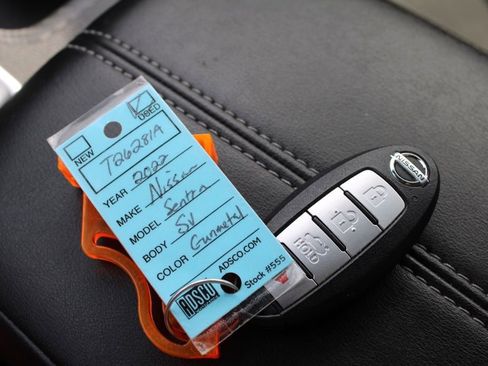 NEW
USED
T26281A
YEAR 2022
MAKE Nissan
MODEL Sentra
BODY SV
COLOR Gunmetal
ADSCO.COM
ADSCO
Stock #555
NISSAN
HOLD